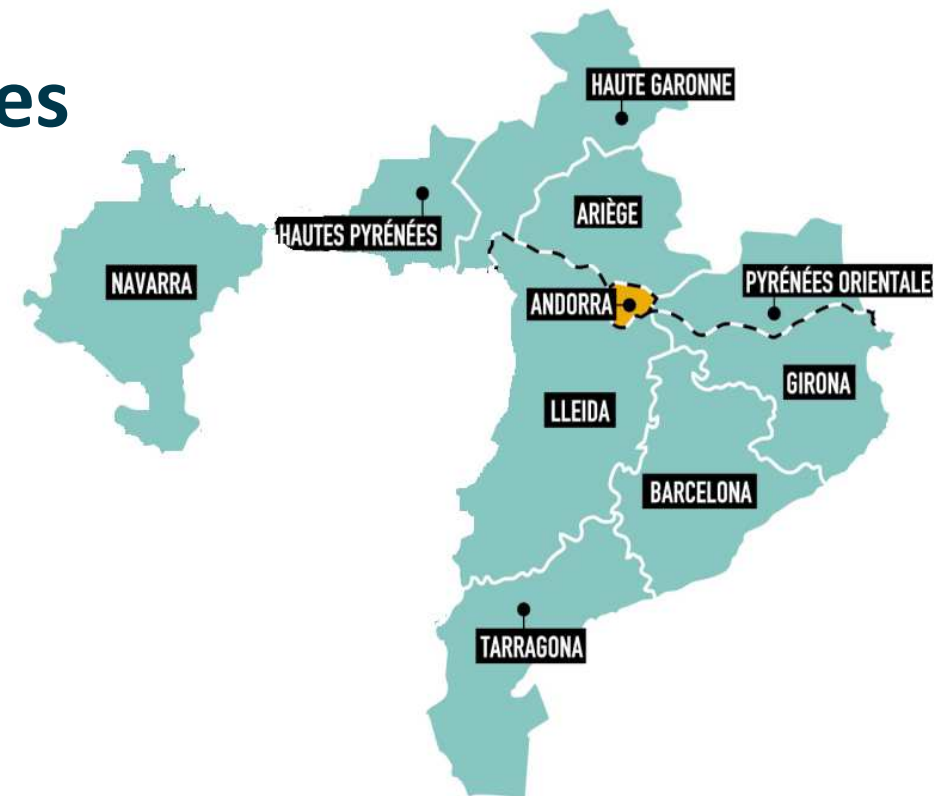 es
HAUTE GARONNE
ARIÈGE
HAUTES PYRÉNÉES
NAVARRA
PYRÉNÉES ORIENTALE
ANDORRA
GIRONA
LLEIDA
BARCELONA
TARRAGONA